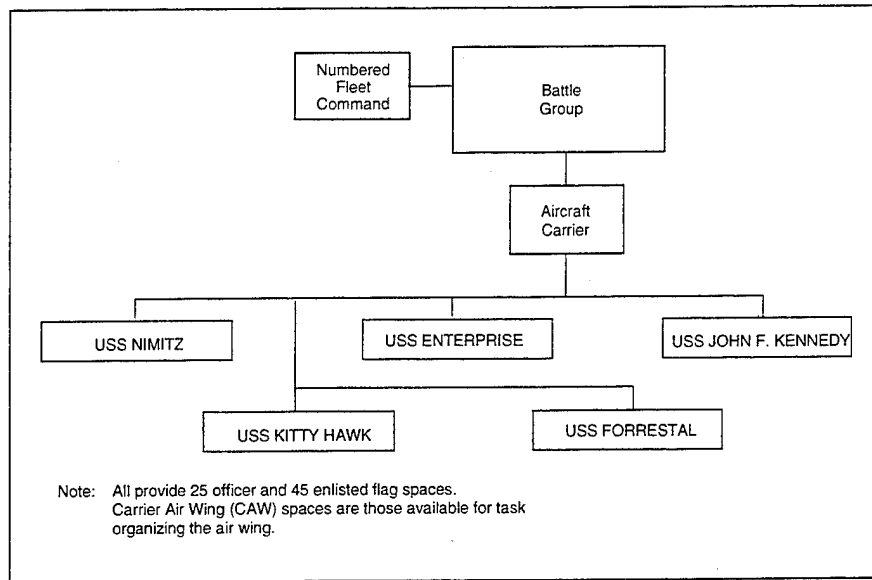 Numbered
Fleet
Command
Battle
Group
Aircraft
Carrier
USS NIMITZ
USS ENTERPRISE
USS JOHN F. KENNEDY
USS KITTY HAWK
USS FORRESTAL
Note: All provide 25 officer and 45 enlisted flag spaces.
Carrier Air Wing (CAW) spaces are those available for task
organizing the air wing.